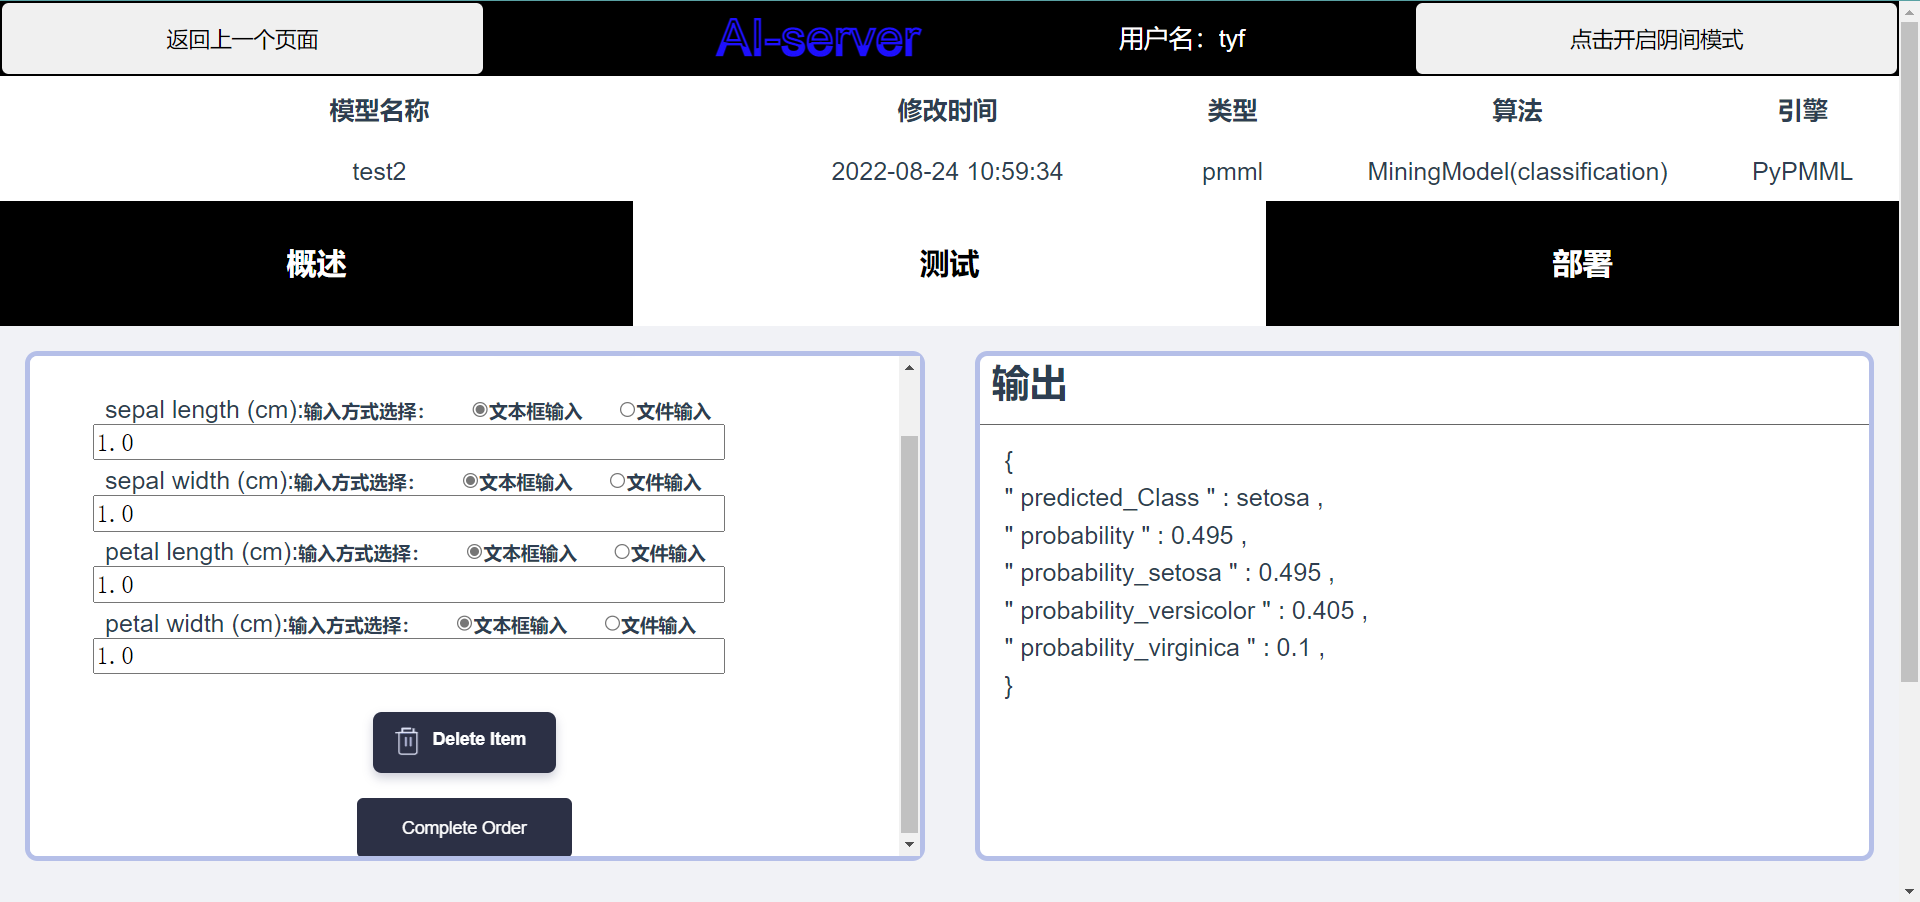 返回上一个页面
AI-server
用户名：tyf
点击开启阴间模式
模型名称 修改时间 类型 算法 引擎
test2 2022-08-24 10:59:34 pmml MiningModel(classification) PyPMML
概述 测试 部署
sepal length (cm):输入方式选择： 文本框输入 文件输入
1.0
sepal width (cm):输入方式选择： 文本框输入 文件输入
1.0
petal length (cm):输入方式选择： 文本框输入 文件输入
1.0
petal width (cm):输入方式选择： 文本框输入 文件输入
1.0
Delete Item
Complete Order
输出
{
" predicted_Class " : setosa ,
" probability " : 0.495 ,
" probability_setosa " : 0.495 ,
" probability_versicolor " : 0.405 ,
" probability_virginica " : 0.1 ,
}